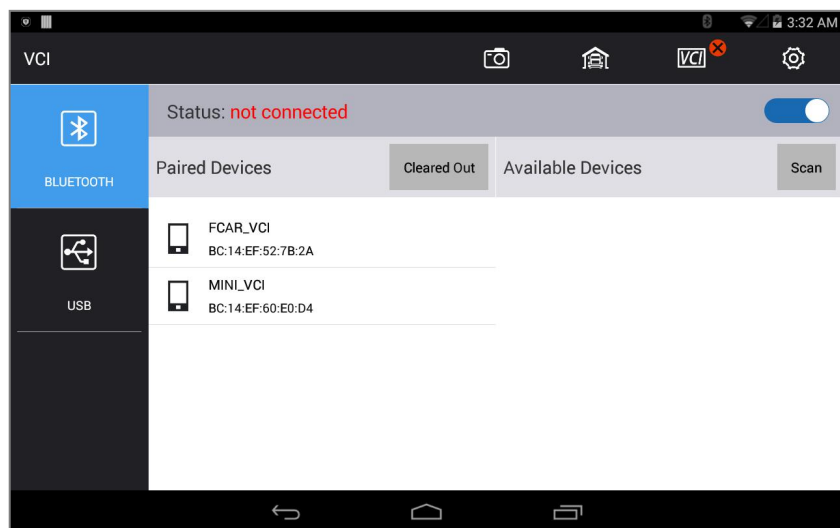 3:32 AM
VCI
VCI
Status: not connected
BLUETOOTH
Paired Devices
Cleared Out
Available Devices
Scan
FCAR_VCI
BC:14:EF:52:7B:2A
USB
MINI_VCI
BC:14:EF:60:E0:D4